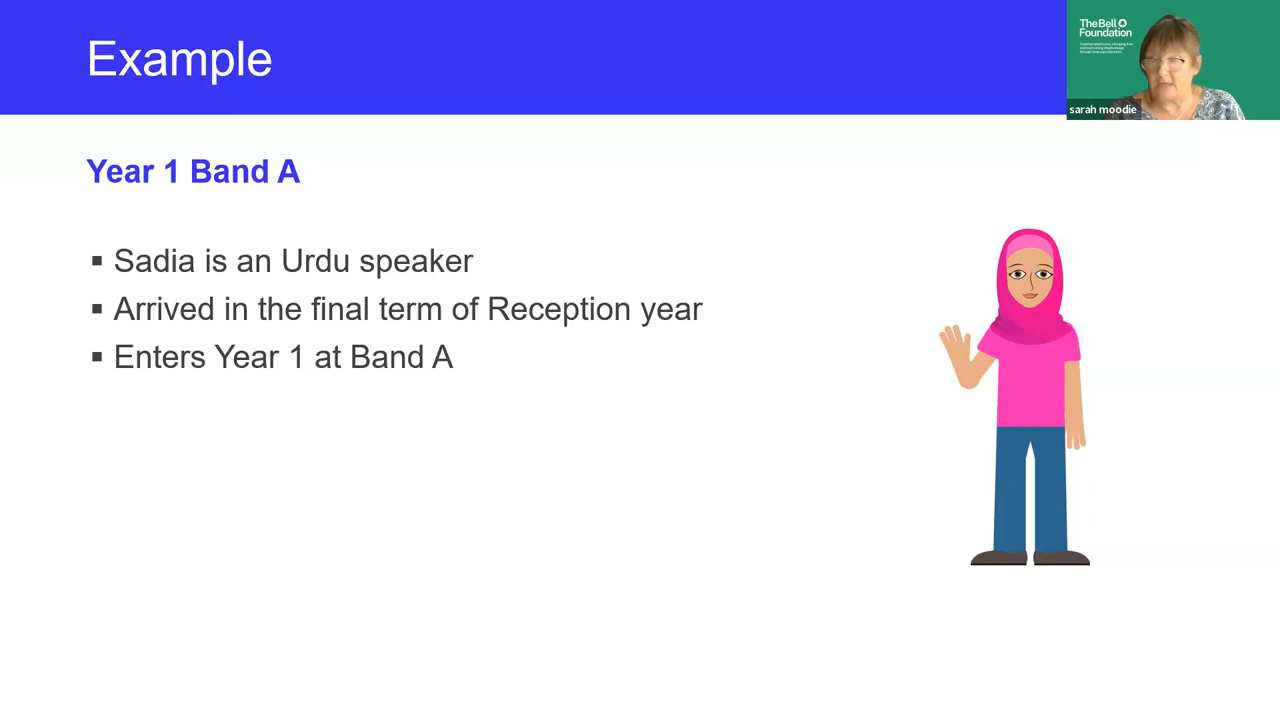 Example
The Bell
Foundation
sarah moodie
Year 1 Band A
▪ Sadia is an Urdu speaker
▪ Arrived in the final term of Reception year
▪ Enters Year 1 at Band A